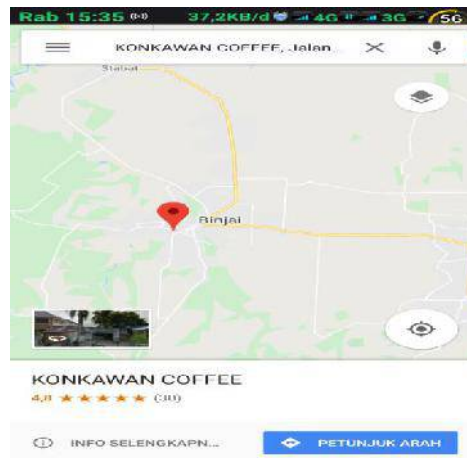 Rab 15:35 37,2KB/d 4G 3G 56
KONKAWAN COFFEE, Jalan
Stabat
Binjai
KONKAWAN COFFEE
4,8 ★★★★★ (30)
INFO SELENGKAPN...
PETUNJUK ARAH